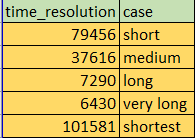 time_resolution case
79456 short
37616 medium
7290 long
6430 very long
101581 shortest